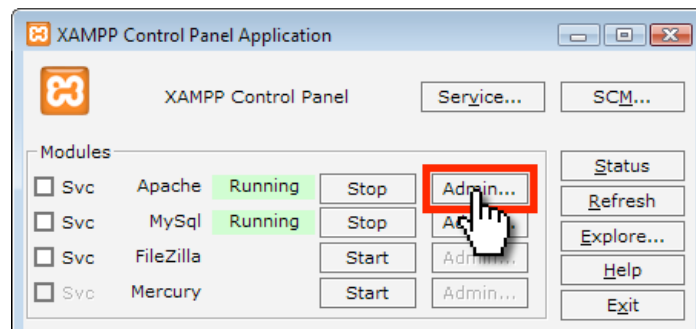 XAMPP Control Panel Application
XAMPP Control Panel Service... SCM...
Modules
Status
Svc Apache Running Stop Admin...
Refresh
Svc MySql Running Stop
Explore...
Svc FileZilla Start Admin...
Help
Svc Mercury Start Admin...
Exit